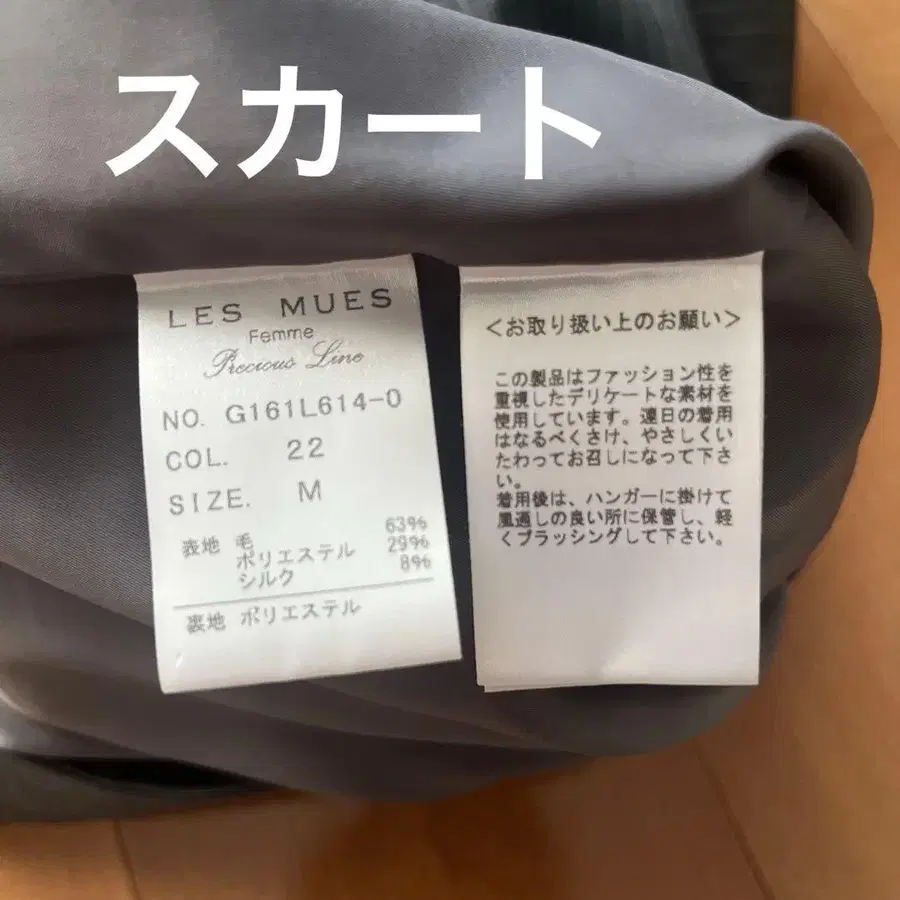 スカート
LES MUES
Femme
Precious Line
NO. G161L614-0
COL. 22
SIZE. M
表地 毛 63%
ポリエステル 29%
シルク 8%
裏地 ポリエステル
＜お取り扱い上のお願い＞
この製品はファッション性を
重視したデリケートな素材を
使用しています。連日の着用
はなるべくさけ、やさしくい
たわってお召しになって下さ
い。
着用後は、ハンガーに掛けて
風通しの良い所に保管し、軽
くブラッシングして下さい。